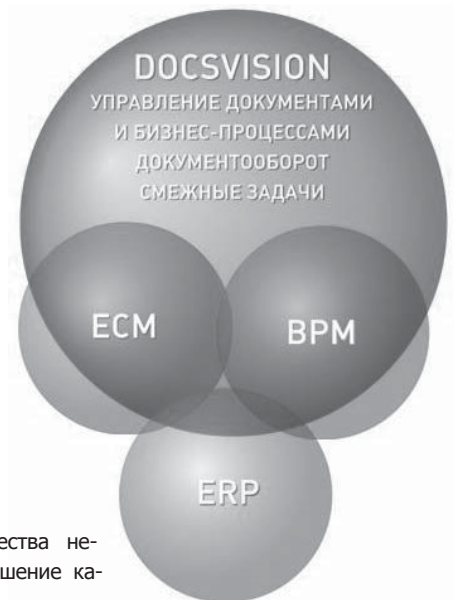 DOCSVISION
УПРАВЛЕНИЕ ДОКУМЕНТАМИ
И БИЗНЕС-ПРОЦЕССАМИ
ДОКУМЕНТООБОРОТ
СМЕЖНЫЕ ЗАДАЧИ
ECM
BPM
ERP
ества не-
шение ка-